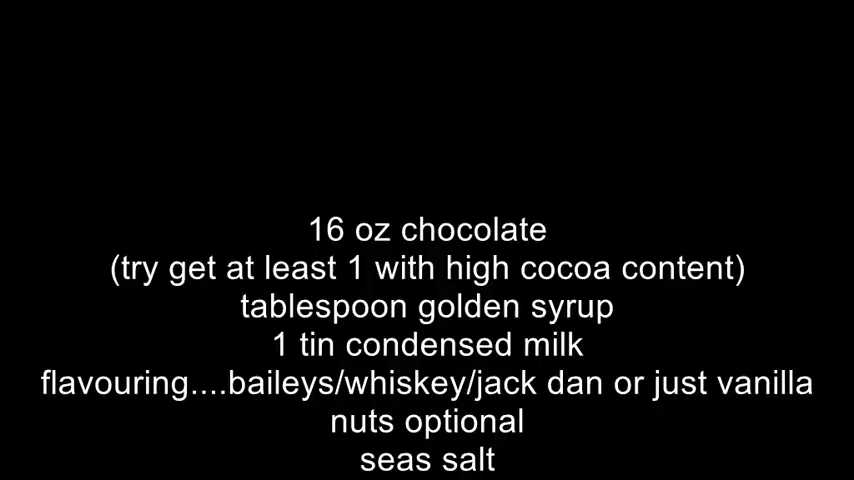 16 oz chocolate
(try get at least 1 with high cocoa content)
tablespoon golden syrup
1 tin condensed milk
flavouring....baileys/whiskey/jack dan or just vanilla
nuts optional
seas salt